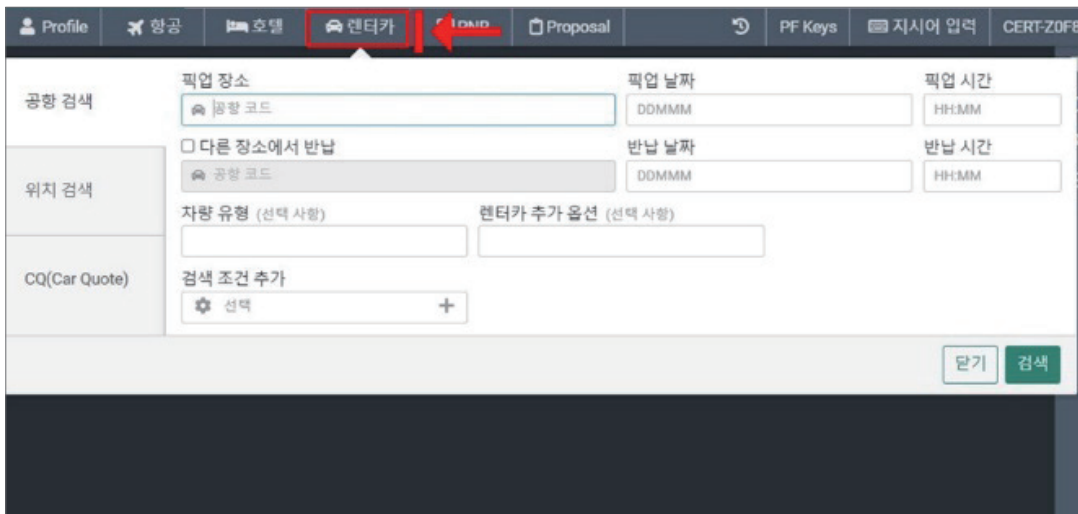 Profile 항공 호텔 렌터카 PNR Proposal PF Keys 지시어 입력 CERT-Z0F8
공항 검색
위치 검색
CQ(Car Quote)
픽업 장소 픽업 날짜 픽업 시간
공항 코드 DDMMM HH:MM
다른 장소에서 반납 반납 날짜 반납 시간
공항 코드 DDMMM HH:MM
차량 유형 (선택 사항) 렌터카 추가 옵션 (선택 사항)
검색 조건 추가
선택
닫기 검색